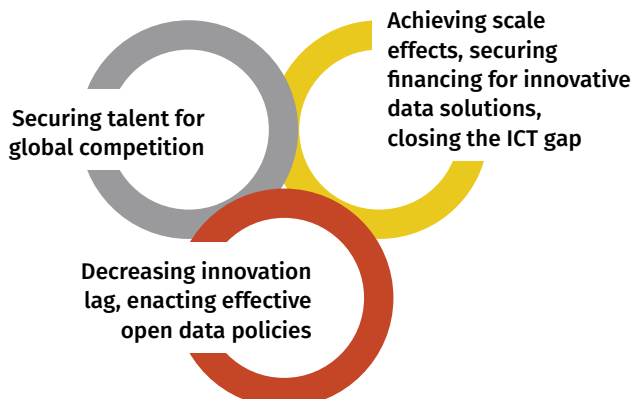 Achieving scale
effects, securing
financing for innovative
data solutions,
closing the ICT gap
Securing talent for
global competition
Decreasing innovation
lag, enacting effective
open data policies